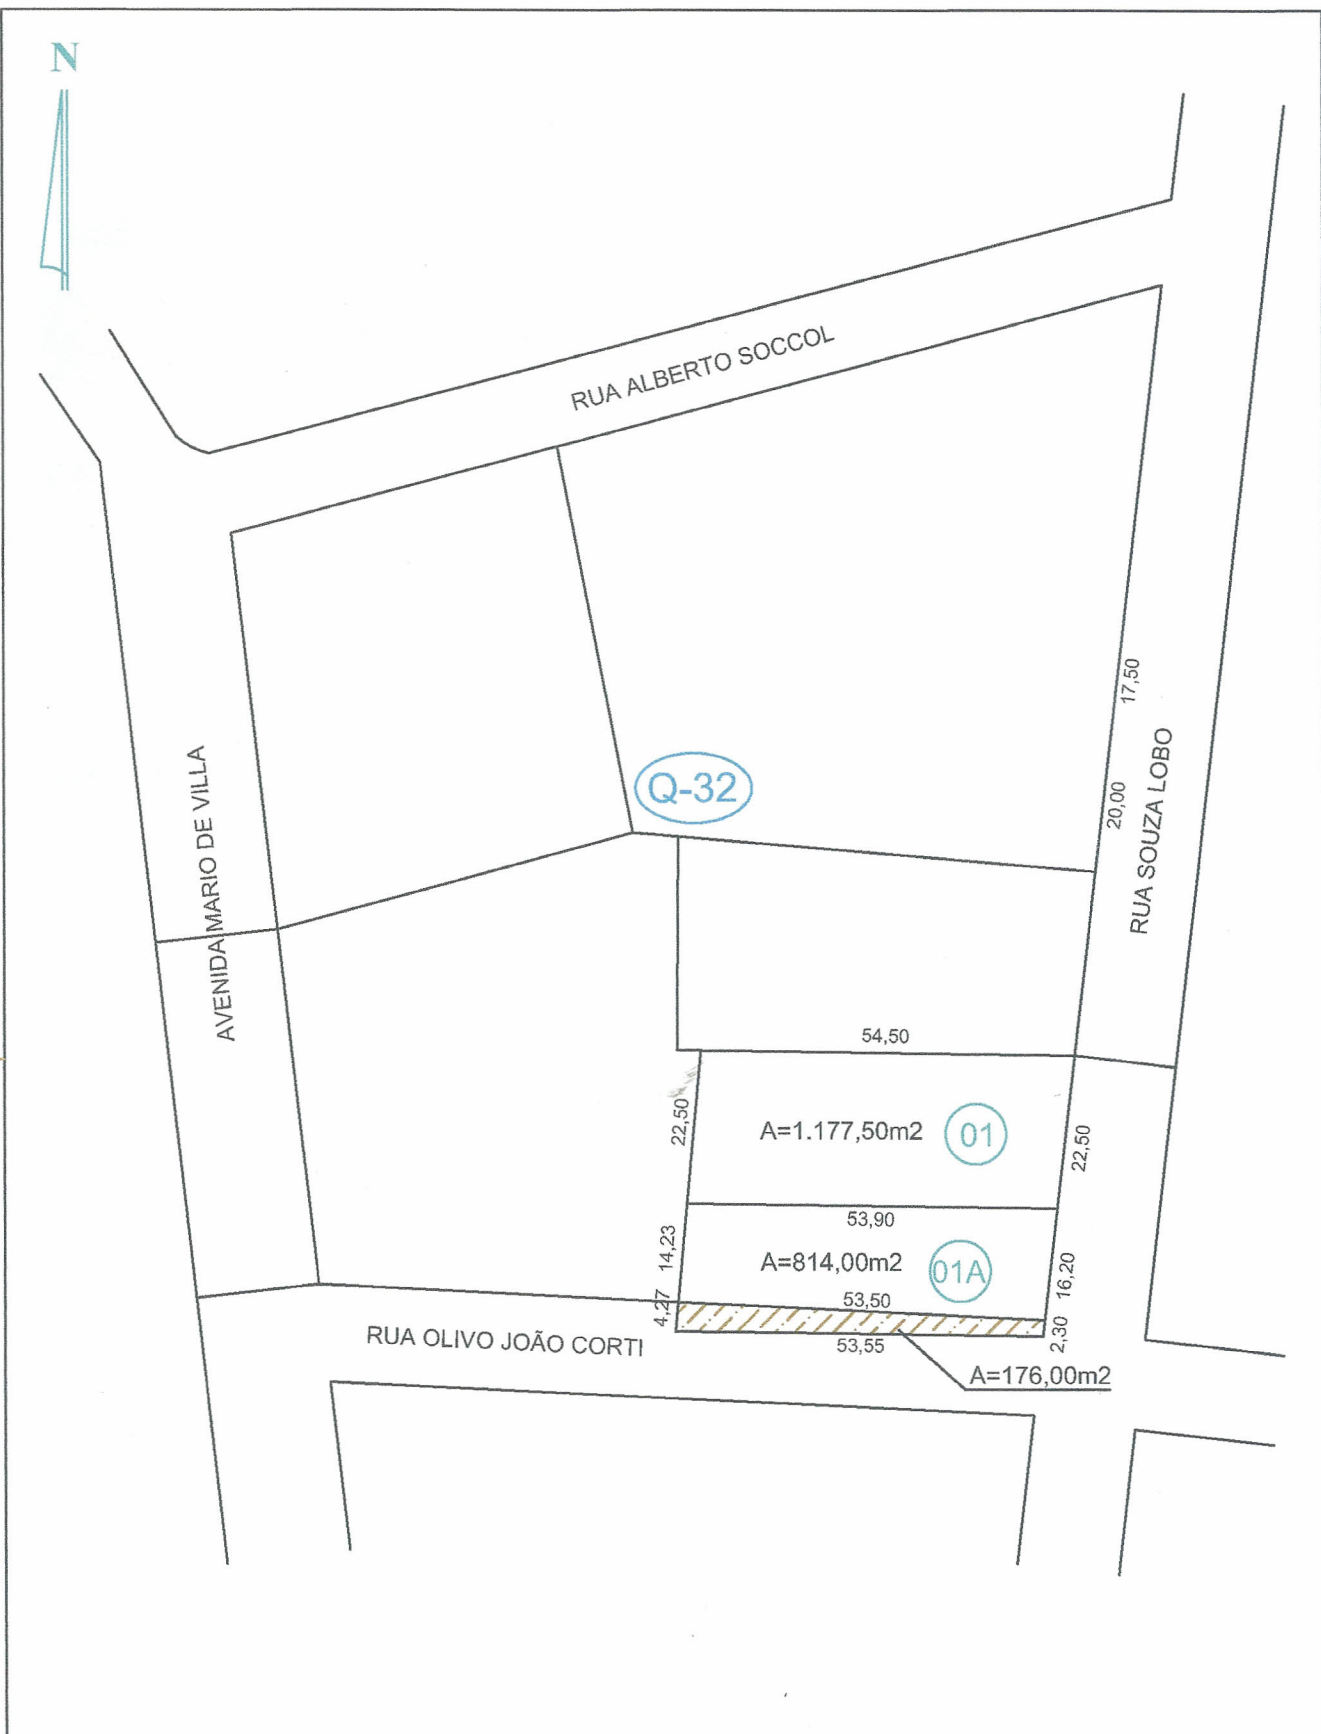 N
RUA ALBERTO SOCCOL
17,50
Q-32
20,00
RUA SOUZA LOBO
AVENIDA MARIO DE VILLA
54,50
22,50
A=1.177,50m2
01
22,50
53,90
14,23
A=814,00m2
01A
16,20
53,50
4,27
RUA OLIVO JOÃO CORTI
53,55
2,30
A=176,00m2